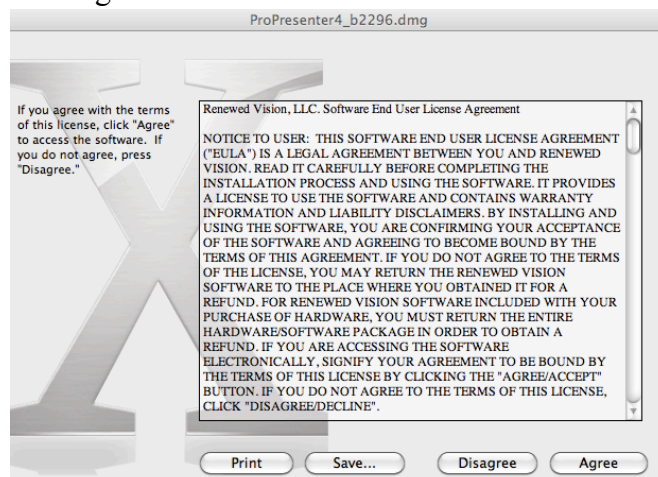 ProPresenter4_b2296.dmg
If you agree with the terms
of this license, click "Agree"
to access the software. If
you do not agree, press
"Disagree."
Renewed Vision, LLC. Software End User License Agreement
NOTICE TO USER: THIS SOFTWARE END USER LICENSE AGREEMENT
("EULA") IS A LEGAL AGREEMENT BETWEEN YOU AND RENEWED
VISION. READ IT CAREFULLY BEFORE COMPLETING THE
INSTALLATION PROCESS AND USING THE SOFTWARE. IT PROVIDES
A LICENSE TO USE THE SOFTWARE AND CONTAINS WARRANTY
INFORMATION AND LIABILITY DISCLAIMERS. BY INSTALLING AND
USING THE SOFTWARE, YOU ARE CONFIRMING YOUR ACCEPTANCE
OF THE SOFTWARE AND AGREEING TO BECOME BOUND BY THE
TERMS OF THIS AGREEMENT. IF YOU DO NOT AGREE TO THE TERMS
OF THE LICENSE, YOU MAY RETURN THE RENEWED VISION
SOFTWARE TO THE PLACE WHERE YOU OBTAINED IT FOR A
REFUND. FOR RENEWED VISION SOFTWARE INCLUDED WITH YOUR
PURCHASE OF HARDWARE, YOU MUST RETURN THE ENTIRE
HARDWARE/SOFTWARE PACKAGE IN ORDER TO OBTAIN A
REFUND. IF YOU ARE ACCESSING THE SOFTWARE
ELECTRONICALLY, SIGNIFY YOUR AGREEMENT TO BE BOUND BY
THE TERMS OF THIS LICENSE BY CLICKING THE "AGREE/ACCEPT"
BUTTON. IF YOU DO NOT AGREE TO THE TERMS OF THIS LICENSE,
CLICK "DISAGREE/DECLINE".
Print Save... Disagree Agree